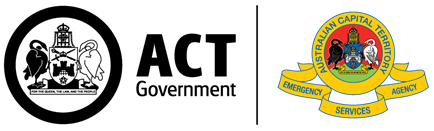 ACT
Government
FOR THE QUEEN, THE LAW, AND THE PEOPLE
AUSTRALIAN CAPITAL TERRITORY
EMERGENCY
SERVICES
AGENCY